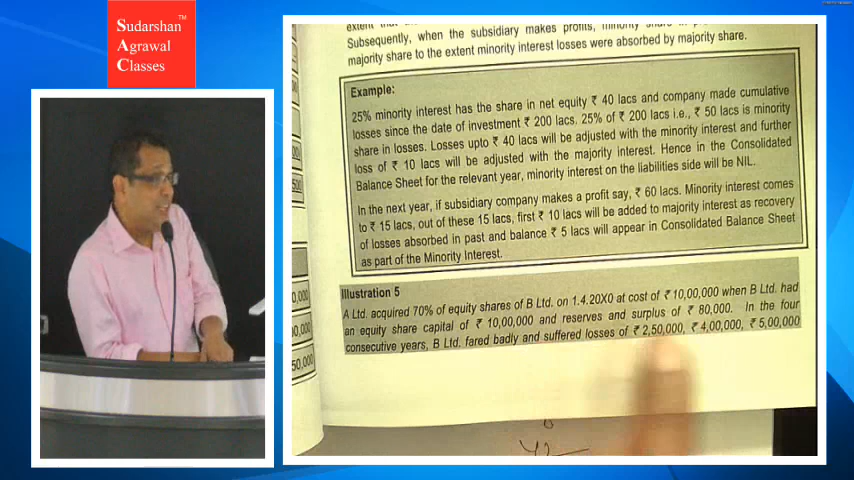 Sudarshan™
Agrawal
Classes
Subsequently, when the subsidiary makes profits, minority share
majority share to the extent minority interest losses were absorbed by majority share.
Example:
25% minority interest has the share in net equity ₹ 40 lacs and company made cumulative
losses since the date of investment ₹ 200 lacs. 25% of ₹ 200 lacs i.e., ₹ 50 lacs is minority
share in losses. Losses upto ₹ 40 lacs will be adjusted with the minority interest and further
loss of ₹ 10 lacs will be adjusted with the majority interest. Hence in the Consolidated
Balance Sheet for the relevant year, minority interest on the liabilities side will be NIL.
In the next year, if subsidiary company makes a profit say, ₹ 60 lacs. Minority interest comes
to ₹ 15 lacs, out of these 15 lacs, first ₹ 10 lacs will be added to majority interest as recovery
of losses absorbed in past and balance ₹ 5 lacs will appear in Consolidated Balance Sheet
as part of the Minority Interest.
Illustration 5
A Ltd. acquired 70% of equity shares of B Ltd. on 1.4.20X0 at cost of ₹ 10,00,000 when B Ltd. had
an equity share capital of ₹ 10,00,000 and reserves and surplus of ₹ 80,000. In the four
consecutive years, B Ltd. fared badly and suffered losses of ₹ 2,50,000, ₹ 4,00,000, ₹ 5,00,000